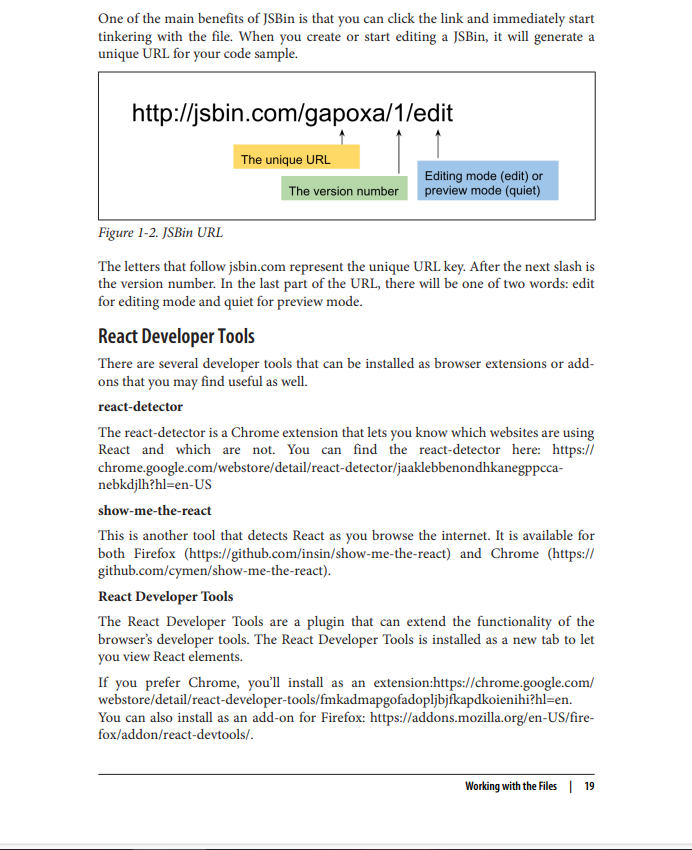 One of the main benefits of JSBin is that you can click the link and immediately start
tinkering with the file. When you create or start editing a JSBin, it will generate a
unique URL for your code sample.
http://jsbin.com/gapoxa/1/edit
The unique URL
The version number
Editing mode (edit) or
preview mode (quiet)
Figure 1-2. JSBin URL
The letters that follow jsbin.com represent the unique URL key. After the next slash is
the version number. In the last part of the URL, there will be one of two words: edit
for editing mode and quiet for preview mode.
React Developer Tools
There are several developer tools that can be installed as browser extensions or add-
ons that you may find useful as well.
react-detector
The react-detector is a Chrome extension that lets you know which websites are using
React and which are not. You can find the react-detector here: https://
chrome.google.com/webstore/detail/react-detector/jaaklebbenondhkanegppcca-
nebkdjlh?hl=en-US
show-me-the-react
This is another tool that detects React as you browse the internet. It is available for
both Firefox (https://github.com/insin/show-me-the-react) and Chrome (https://
github.com/cymen/show-me-the-react).
React Developer Tools
The React Developer Tools are a plugin that can extend the functionality of the
browser’s developer tools. The React Developer Tools is installed as a new tab to let
you view React elements.
If you prefer Chrome, you’ll install as an extension:https://chrome.google.com/
webstore/detail/react-developer-tools/fmkadmapgofadopljbjfkapdkoienihi?hl=en.
You can also install as an add-on for Firefox: https://addons.mozilla.org/en-US/fire-
fox/addon/react-devtools/.
Working with the Files | 19